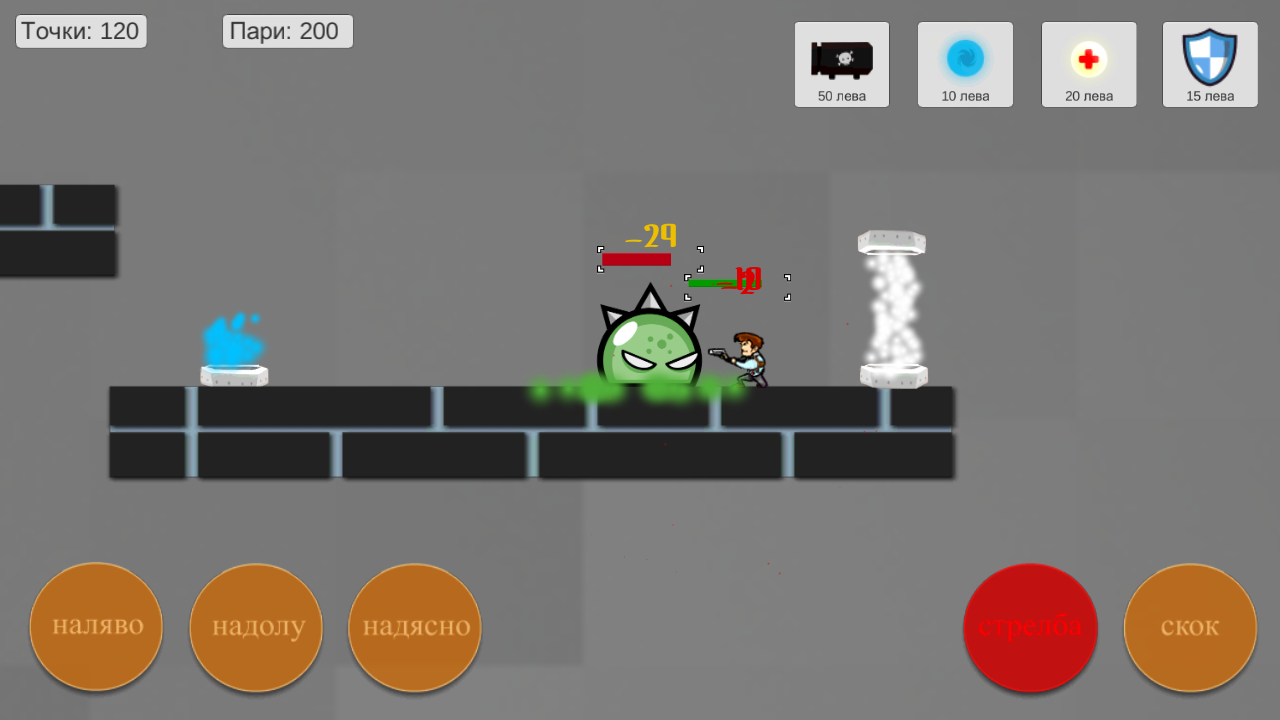 Точки: 120
Пари: 200
50 лева
10 лева
20 лева
15 лева
-29
наляво
надолу
надясно
стрелба
скок